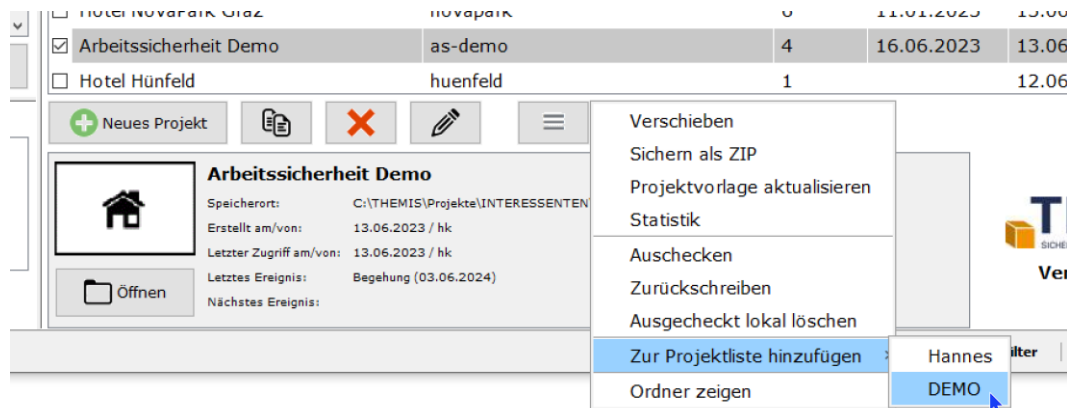 Hotel NovaPark Graz novapark 6 11.01.2023
Arbeitssicherheit Demo as-demo 4 16.06.2023 13.06
Hotel Hünfeld huenfeld 1 12.06
Neues Projekt
Verschieben
Sichern als ZIP
Projektvorlage aktualisieren
Statistik
Auschecken
Zurückschreiben
Ausgecheckt lokal löschen
Zur Projektliste hinzufügen
Ordner zeigen
Hannes
DEMO
Arbeitssicherheit Demo
Speicherort: C:\THEMIS\Projekte\INTERESSENTEN
Erstellt am/von: 13.06.2023 / hk
Letzter Zugriff am/von: 13.06.2023 / hk
Letztes Ereignis: Begehung (03.06.2024)
Nächstes Ereignis:
Öffnen
SICHE
Ver
ilter